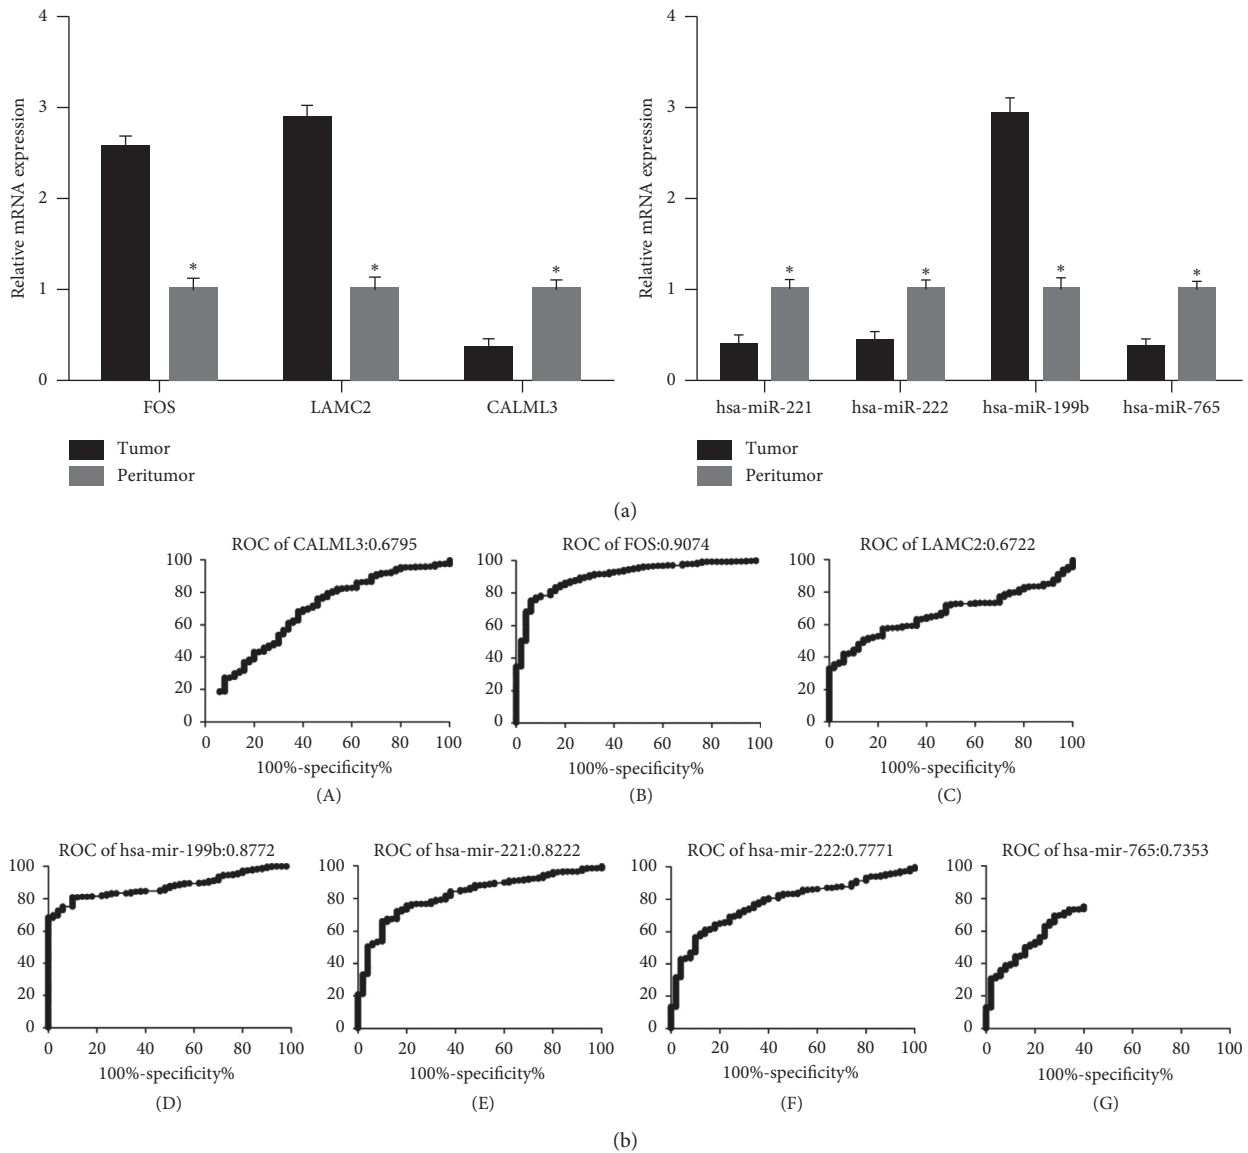 4
3
2
1
0
Relative mRNA expression
*
*
*
FOS LAMC2 CALML3
Tumor
Peritumor
4
3
2
1
0
Relative mRNA expression
*
*
*
*
hsa-miR-221 hsa-miR-222 hsa-miR-199b hsa-miR-765
Tumor
Peritumor
(a)
ROC of CALML3:0.6795
100
80
60
40
20
0
0 20 40 60 80 100
100%-specificity%
(A)
ROC of FOS:0.9074
100
80
60
40
20
0
0 20 40 60 80 100
100%-specificity%
(B)
ROC of LAMC2:0.6722
100
80
60
40
20
0
0 20 40 60 80 100
100%-specificity%
(C)
ROC of hsa-mir-199b:0.8772
100
80
60
40
20
0
0 20 40 60 80 100
100%-specificity%
(D)
ROC of hsa-mir-221:0.8222
100
80
60
40
20
0
0 20 40 60 80 100
100%-specificity%
(E)
ROC of hsa-mir-222:0.7771
100
80
60
40
20
0
0 20 40 60 80 100
100%-specificity%
(F)
ROC of hsa-mir-765:0.7353
100
80
60
40
20
0
0 20 40 60 80 100
100%-specificity%
(G)
(b)